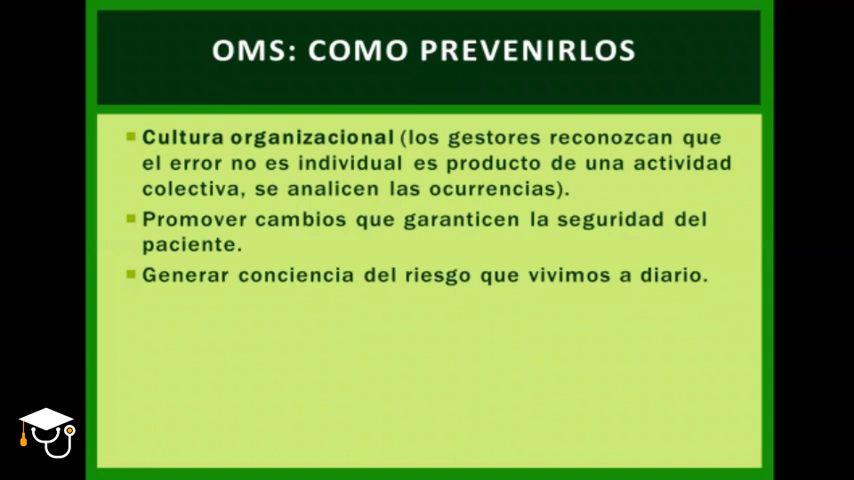 OMS: COMO PREVENIRLOS
Cultura organizacional (los gestores reconozcan que
el error no es individual es producto de una actividad
colectiva, se analicen las ocurrencias).
Promover cambios que garanticen la seguridad del
paciente.
Generar conciencia del riesgo que vivimos a diario.